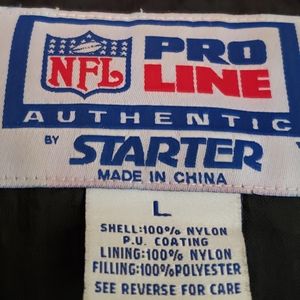 NFL
PRO
LINE
AUTHENTIC
BY STARTER
MADE IN CHINA
L
SHELL:100% NYLON
P.U. COATING
LINING:100% NYLON
FILLING:100%POLYESTER
SEE REVERSE FOR CARE